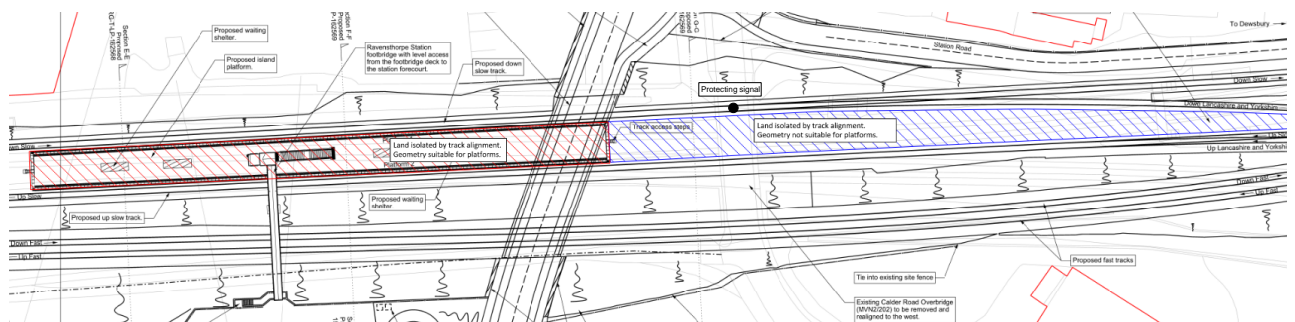 Section E-E
Proposed
Proposed waiting
shelter.
Proposed island
platform.
Ravensthorpe Station
footbridge with level access
from the footbridge deck to
the station forecourt.
Proposed down
slow track.
Protecting signal
Station Road
To Dewsbury
Down Slow
Down Lancashire and Yorkshire
Up Lancashire and Yorkshi
Track access steps
Land isolated by track alignment.
Geometry suitable for platforms.
Land isolated by track alignment.
Geometry not suitable for platforms.
Up Slow
Proposed up slow track.
Proposed waiting
shelter
Down Fast
Up Fast
Down Fast
Up Fast
Proposed fast tracks
Tie into existing site fence
Existing Calder Road Overbridge
(MVN2/202) to be removed and
realigned to the west.